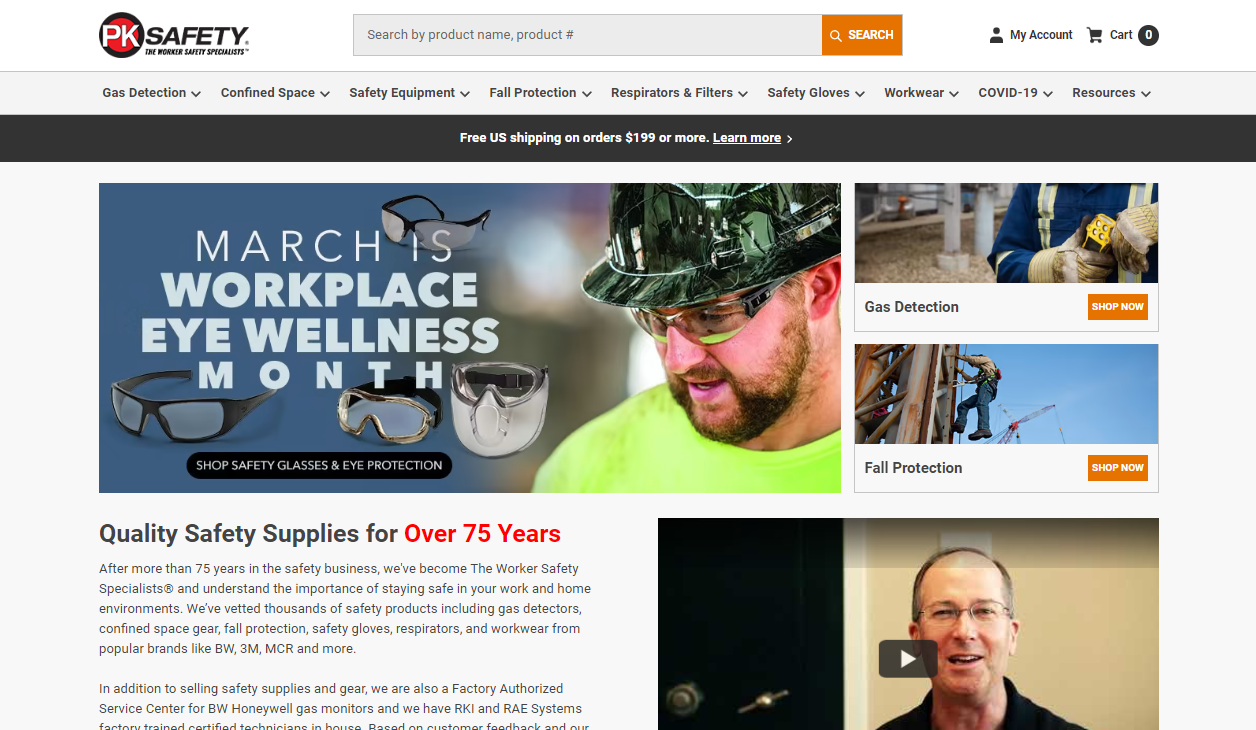 PK SAFETY®
THE WORKER SAFETY SPECIALISTS™
Search by product name, product #
SEARCH
My Account
Cart 0
Gas Detection
Confined Space
Safety Equipment
Fall Protection
Respirators & Filters
Safety Gloves
Workwear
COVID-19
Resources
Free US shipping on orders $199 or more. Learn more
MARCH IS
WORKPLACE
EYE WELLNESS
MONTH
SHOP SAFETY GLASSES & EYE PROTECTION
Gas Detection
SHOP NOW
Fall Protection
SHOP NOW
Quality Safety Supplies for Over 75 Years
After more than 75 years in the safety business, we've become The Worker Safety
Specialists® and understand the importance of staying safe in your work and home
environments. We’ve vetted thousands of safety products including gas detectors,
confined space gear, fall protection, safety gloves, respirators, and workwear from
popular brands like BW, 3M, MCR and more.
In addition to selling safety supplies and gear, we are also a Factory Authorized
Service Center for BW Honeywell gas monitors and we have RKI and RAE Systems
factory trained certified technicians in house. Based on customer feedback and our